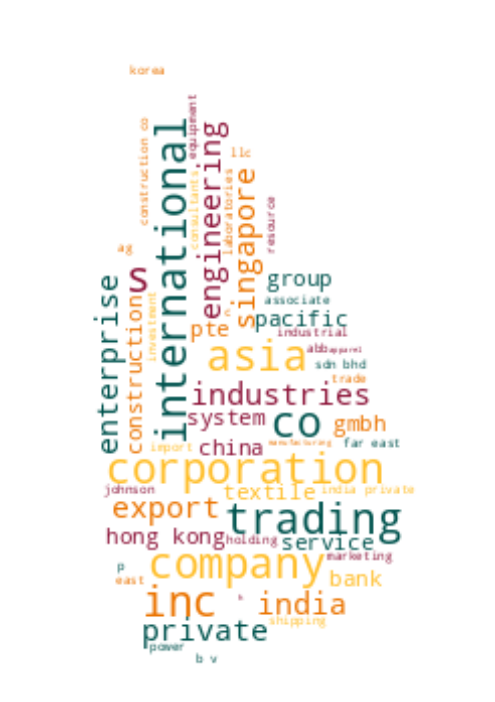 korea
equipment
construction co
international
engineering
llc
consultants
laboratories
singapore
resource
ag
s
group
enterprise
construction
investment
associate
c
pacific
pte
industrial
asia
abb
apparel
sdn bhd
trade
industries
system
co
gmbh
manufacturing
far east
import
china
corporation
johnson
textile
india private
export
trading
hong kong
holding
service
company
marketing
p
east
bank
inc
india
shipping
private
power
b v